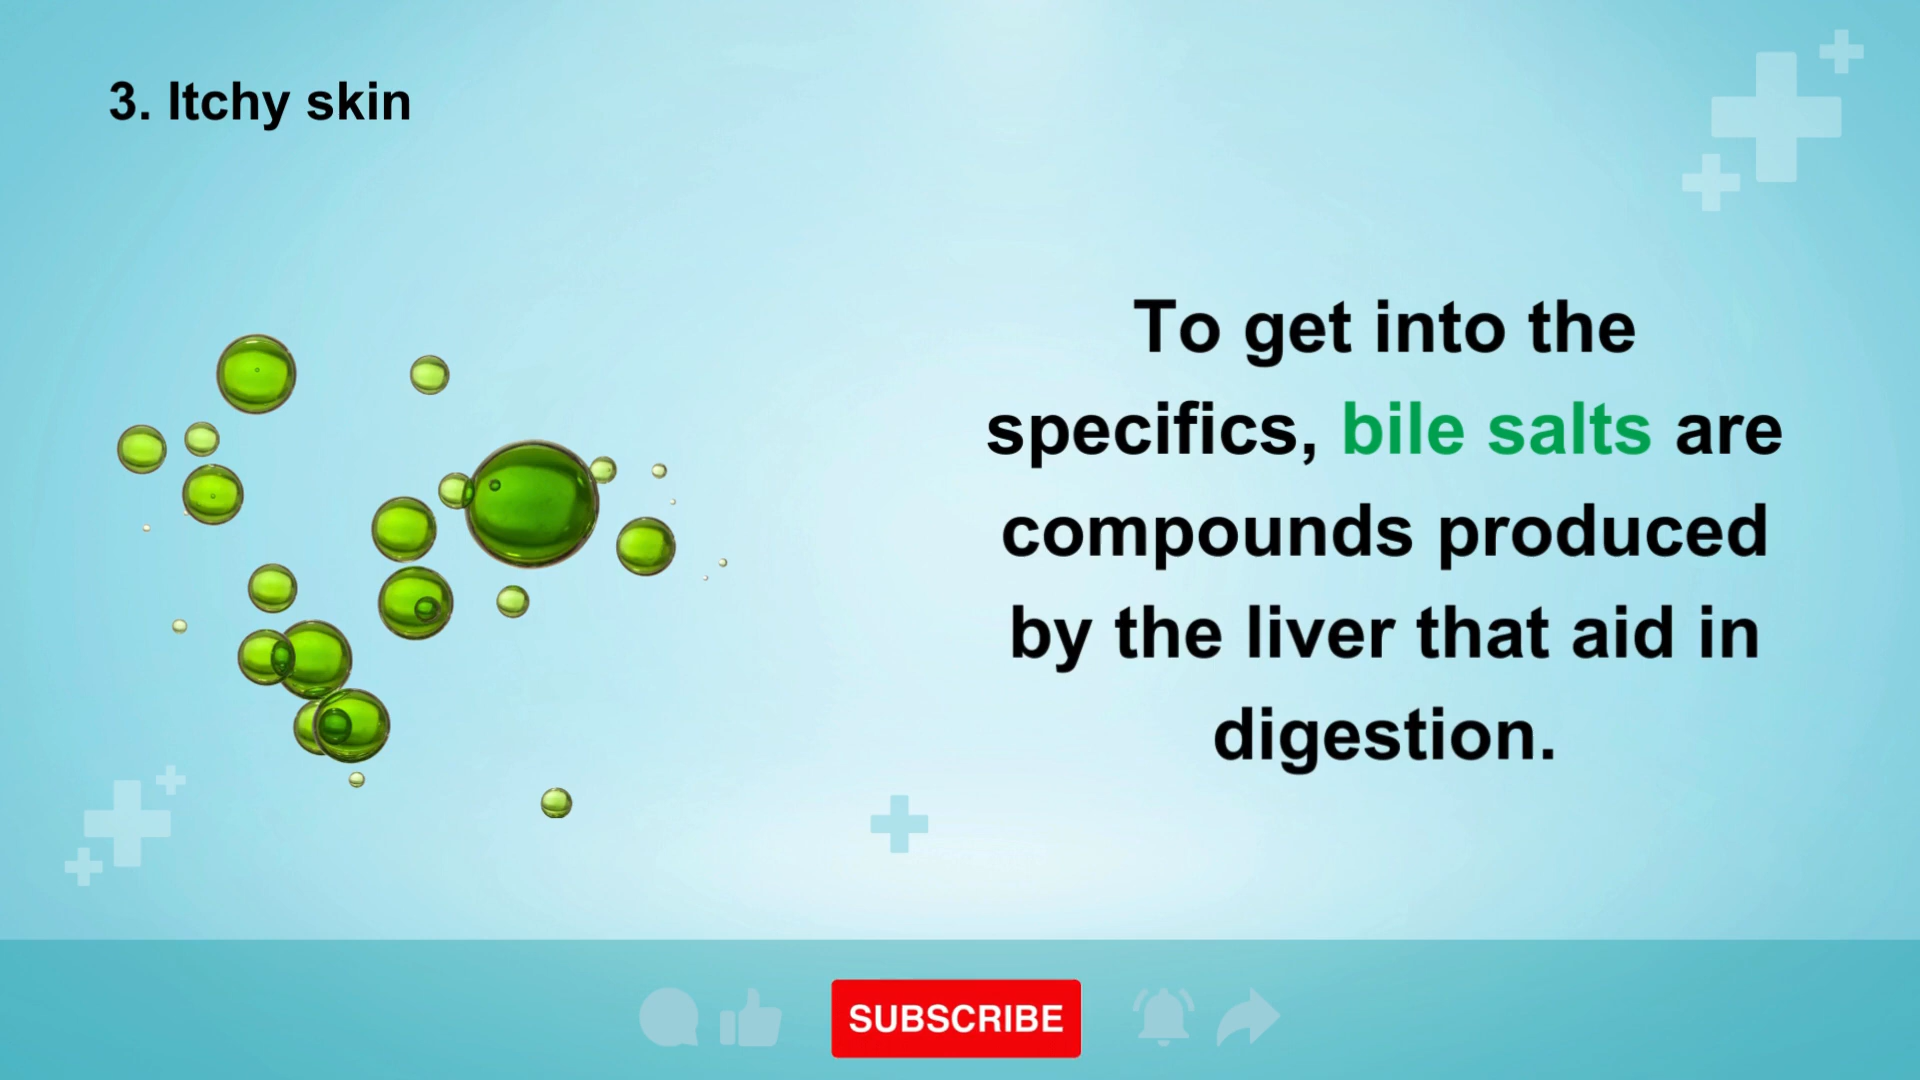 3. Itchy skin
To get into the
specifics, bile salts are
compounds produced
by the liver that aid in
digestion.
SUBSCRIBE